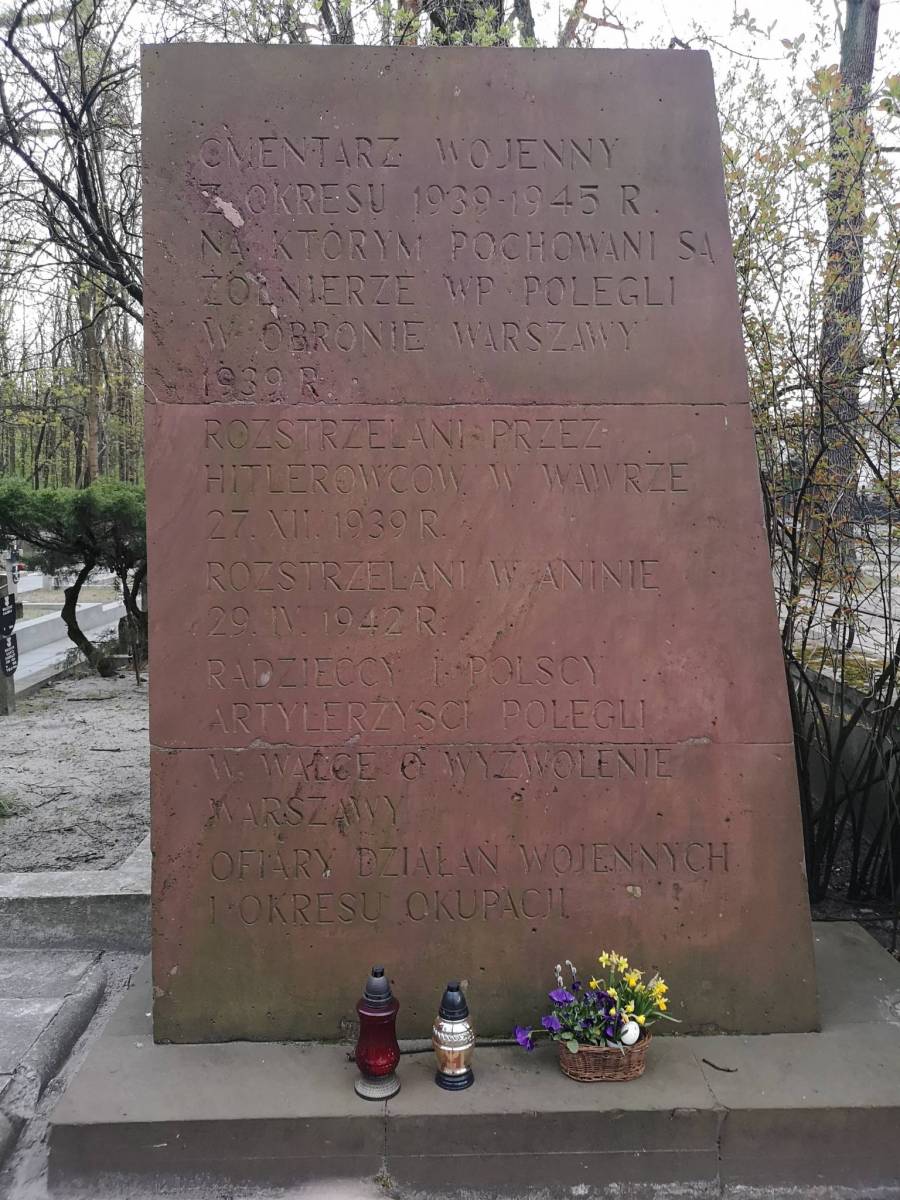 CMENTARZ WOJENNY
Z OKRESU 1939-1945 R.
NA KTÓRYM POCHOWANI SĄ
ŻOŁNIERZE WP POLEGLI
W OBRONIE WARSZAWY
1939 R.
ROZSTRZELANI PRZEZ
HITLEROWCÓW W WAWRZE
27. XII. 1939 R.
ROZSTRZELANI W ANINIE
29. IV. 1942 R.
RADZIECCY I POLSCY
ARTYLERZYSCI POLEGLI
W WALCE O WYZWOLENIE
WARSZAWY
OFIARY DZIAŁAŃ WOJENNYCH
I OKRESU OKUPACJI